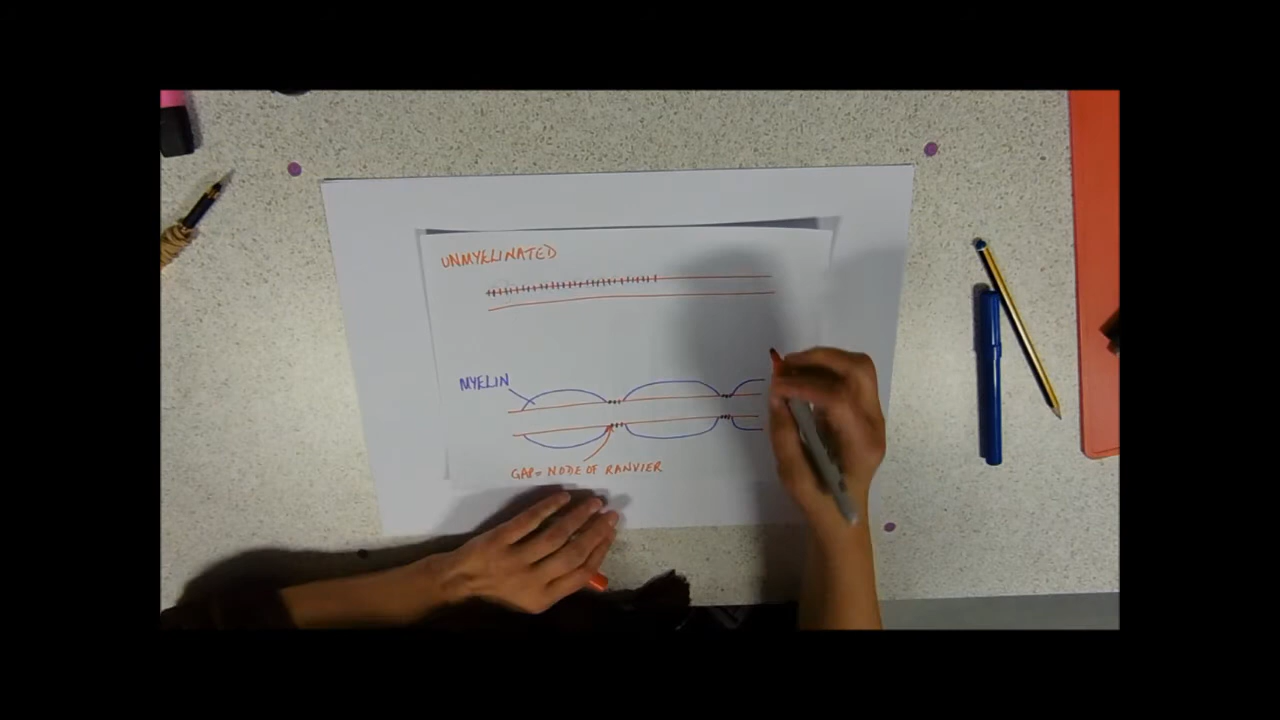 UNMYELINATED
MYELIN
GAP = NODE OF RANVIER